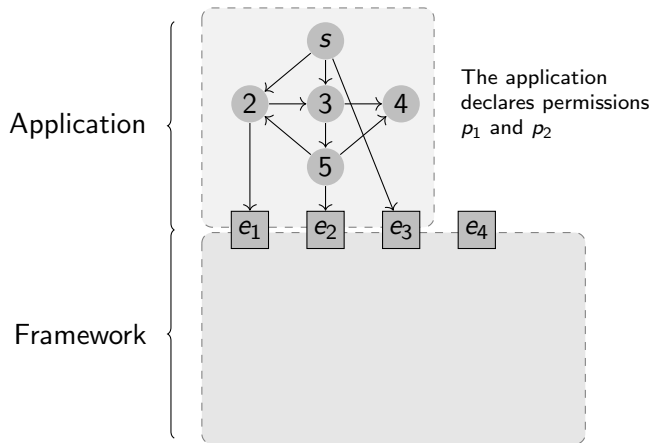 s
Application
2
3
4
5
The application
declares permissions
p₁ and p₂
e₁
e₂
e₃
e₄
Framework